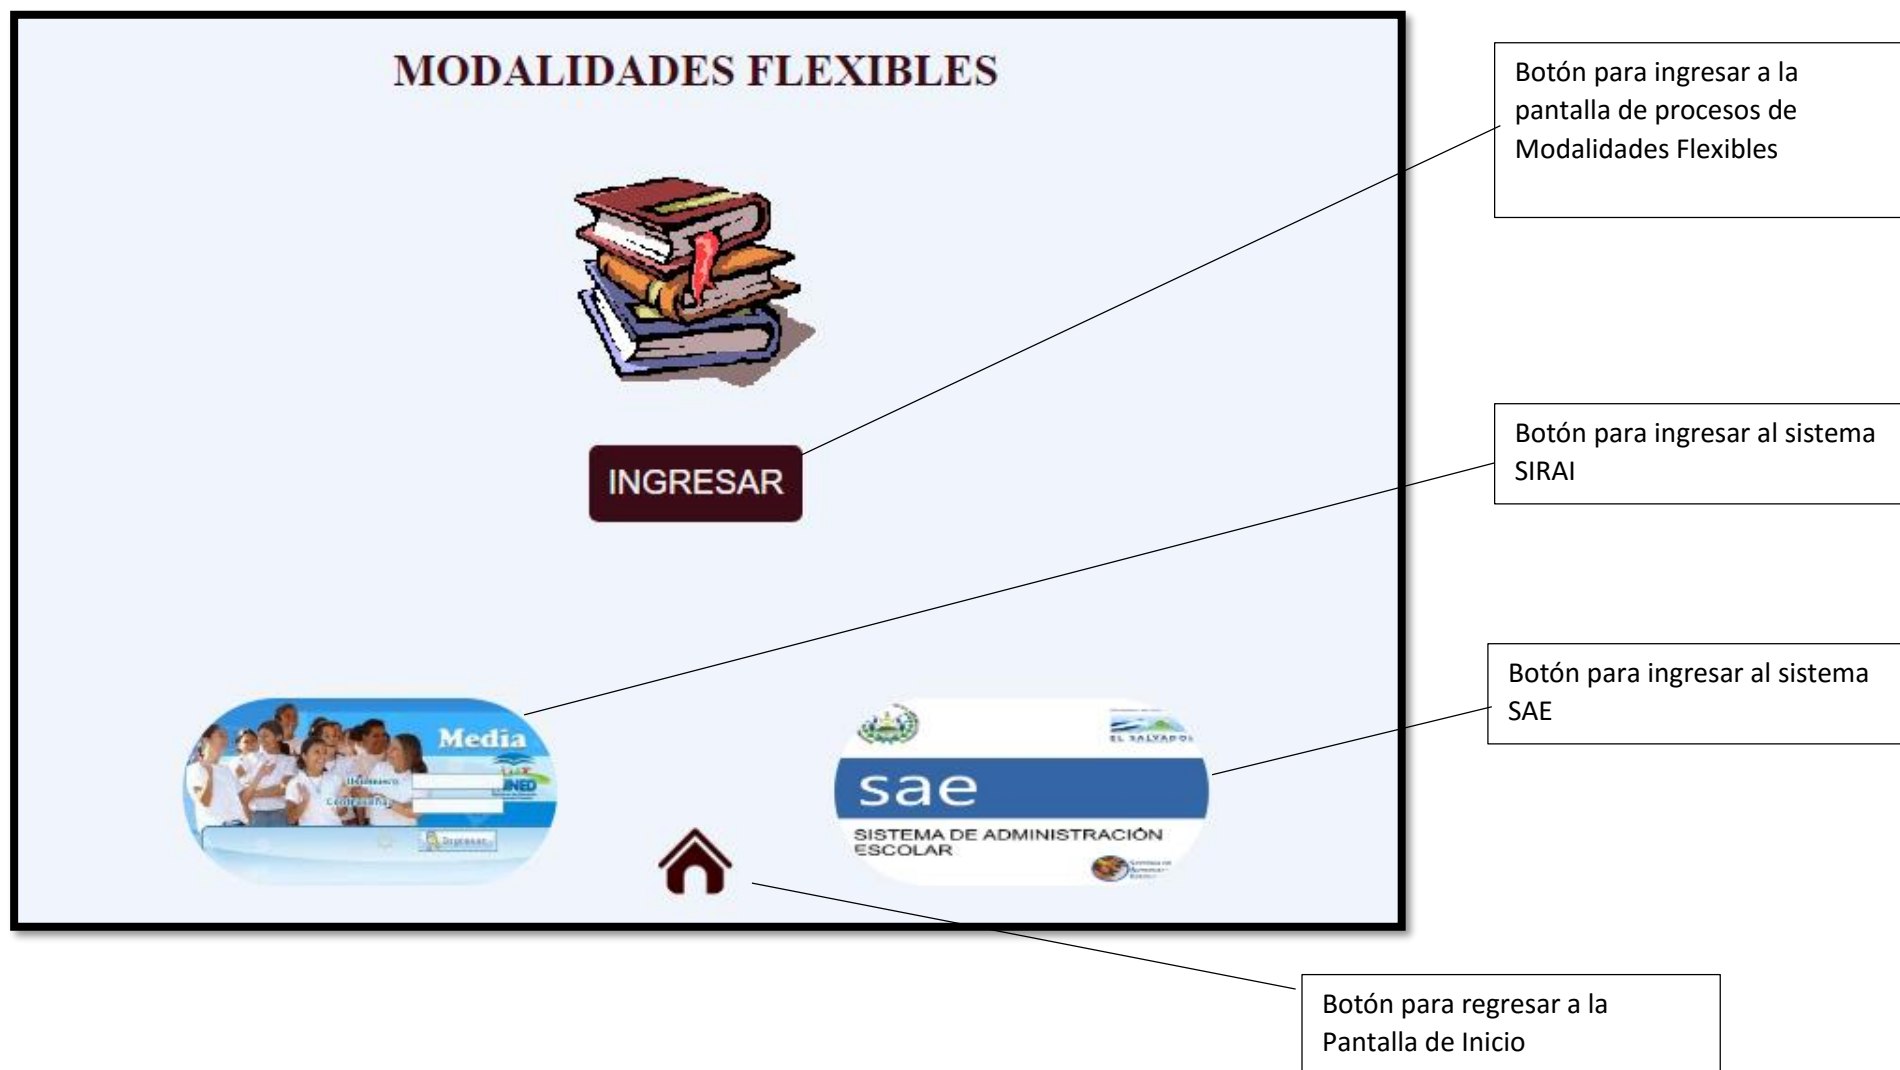 MODALIDADES FLEXIBLES
Botón para ingresar a la
pantalla de procesos de
Modalidades Flexibles
INGRESAR
Botón para ingresar al sistema
SIRAI
Botón para ingresar al sistema
SAE
Media
Contraseña
Ingresar
EL SALVADOR
sae
SISTEMA DE ADMINISTRACIÓN
ESCOLAR
Botón para regresar a la
Pantalla de Inicio